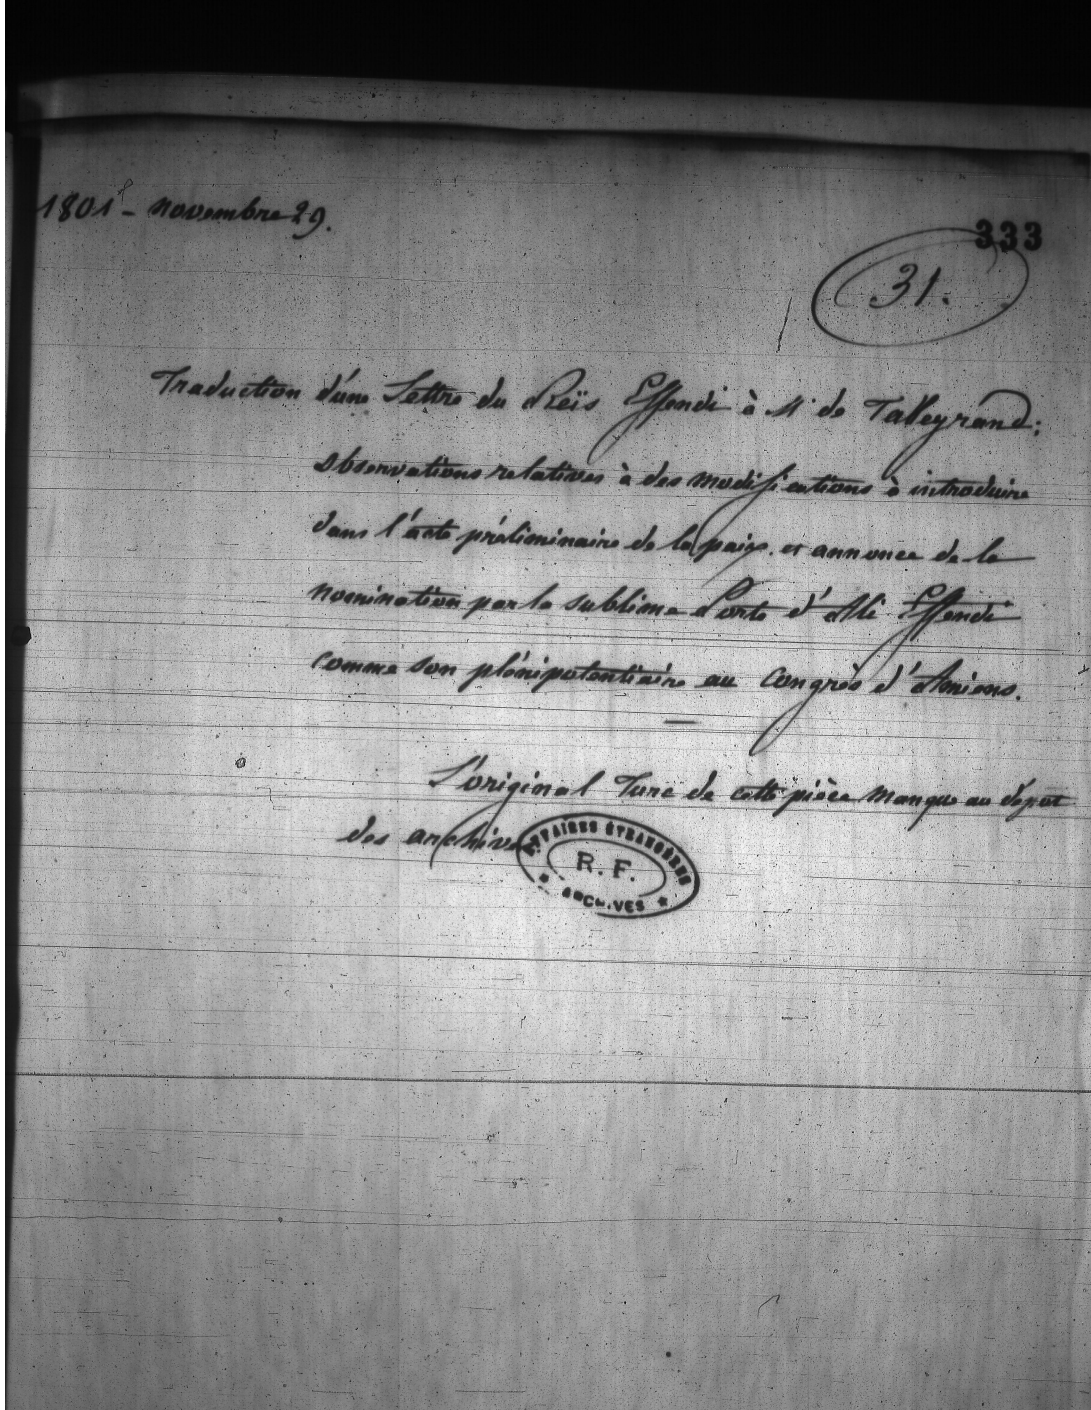 1801 - novembre 29.
333
31.
Traduction d'une Lettre du Reïs Effendi à Mr de Talleyrand:
observations relatives à des modifications à introduire
dans l'acte préliminaire de la paix. et annonce de la
nomination par la sublime Porte d'Ali Effendi
comme son plénipotentiaire au Congrès d'Amiens.
L'original Turc de cette pièce manque au dépôt
des archives.
AFFAIRES ÉTRANGÈRES
R. F.
ARCHIVES